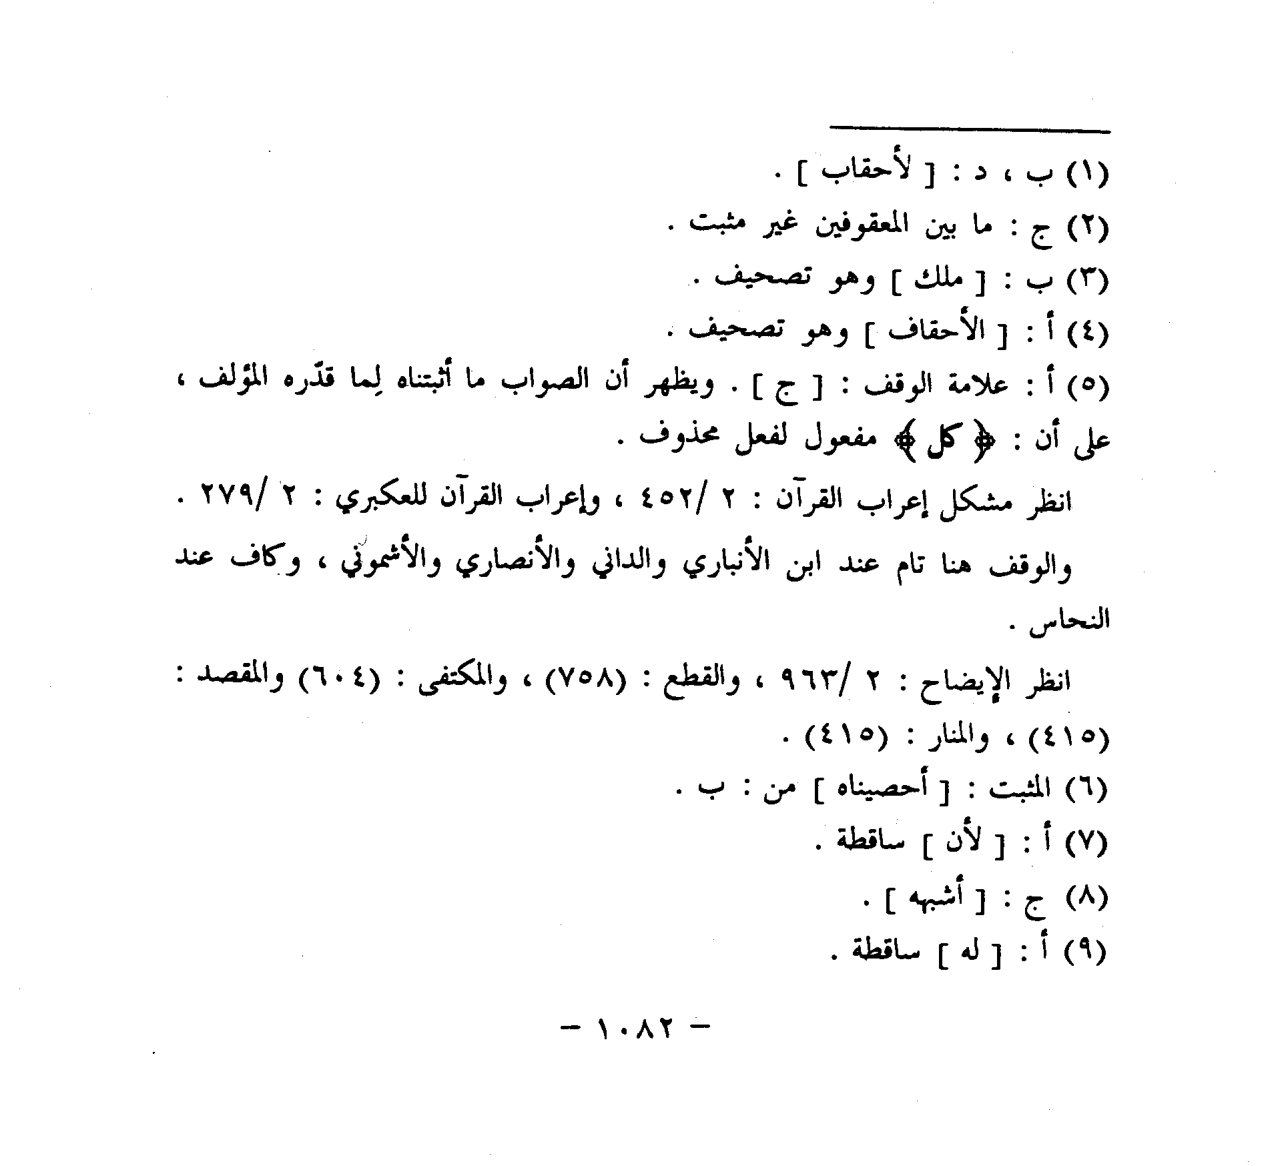 (١) ب ، د : [ لأحقاب ] .
(٢) ج : ما بين المعقوفين غير مثبت .
(٣) ب : [ ملك ] وهو تصحيف .
(٤) أ : [ الأحقاف ] وهو تصحيف .
(٥) أ : علامة الوقف : [ ج ] . ويظهر أن الصواب ما أثبتناه لِما قدّره المؤلف ،
على أن : ﴿ كل ﴾ مفعول لفعل محذوف .
انظر مشكل إعراب القرآن : ٢ /٤٥٢ ، وإعراب القرآن للعكبري : ٢ /٢٧٩ .
والوقف هنا تام عند ابن الأنباري والداني والأنصاري والأشموني ، وكاف عند
النحاس .
انظر الإيضاح : ٢ /٩٦٣ ، والقطع : (٧٥٨) ، والمكتفى : (٦٠٤) والمقصد :
(٤١٥) ، والمنار : (٤١٥) .
(٦) المثبت : [ أحصيناه ] من : ب .
(٧) أ : [ لأن ] ساقطة .
(٨) ج : [ أشبهه ] .
(٩) أ : [ له ] ساقطة .
– ١٠٨٢ –